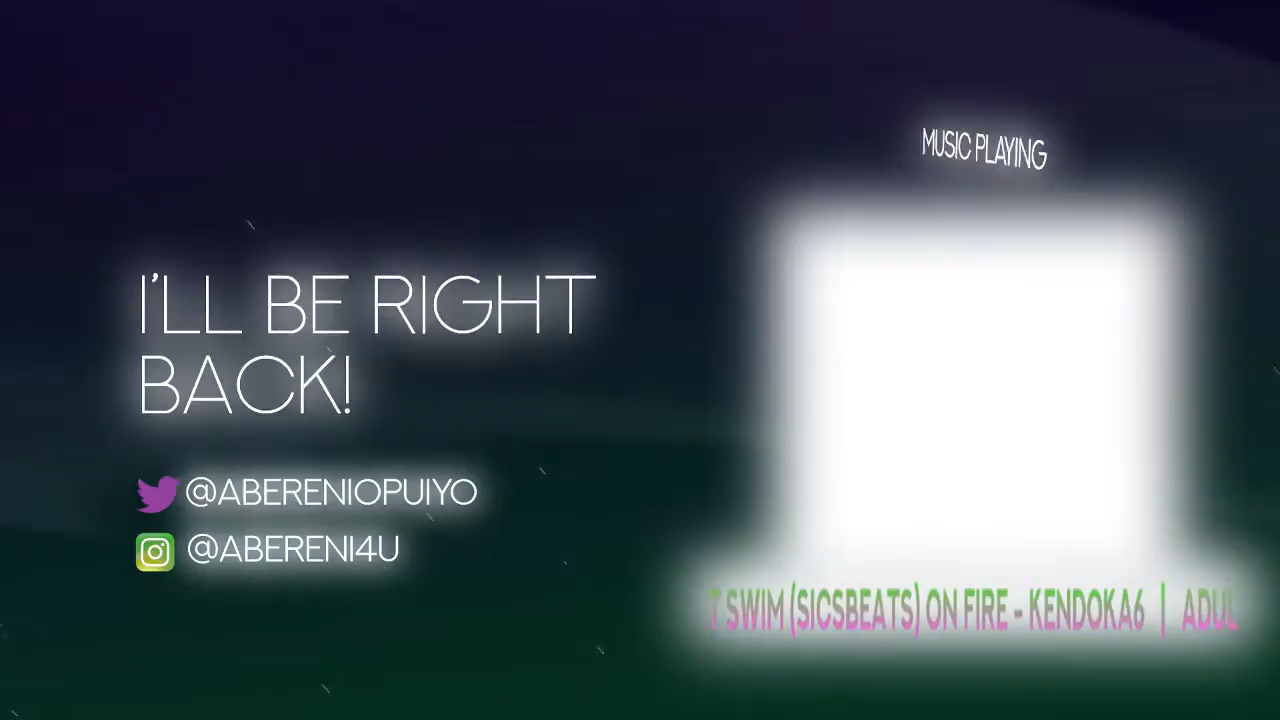 I'LL BE RIGHT
BACK!
@ABERENIOPUIYO
@ABERENI4U
MUSIC PLAYING
T SWIM (SICSBEATS) ON FIRE - KENDOKA6 | ADUL